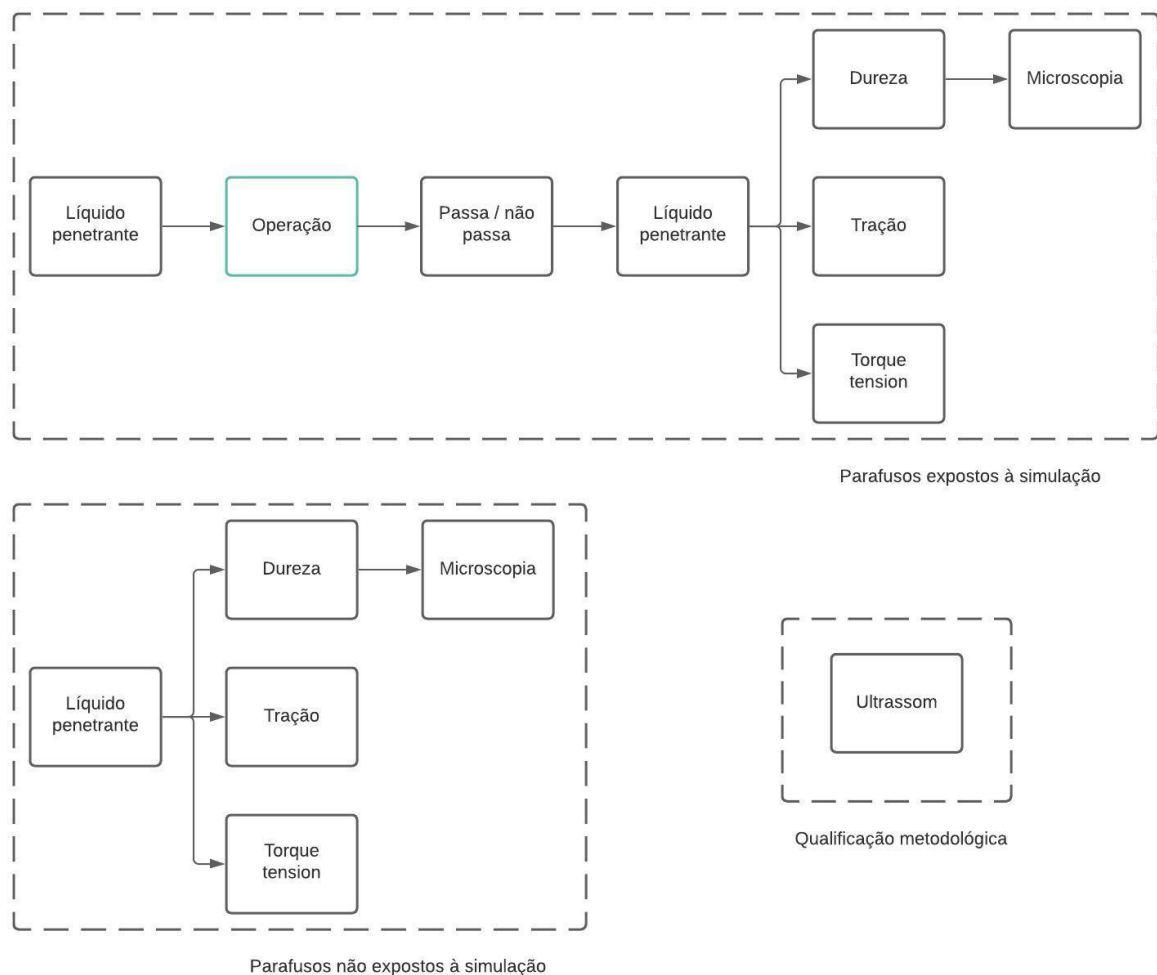 Dureza
Microscopia
Líquido
penetrante
Operação
Passa / não
passa
Líquido
penetrante
Tração
Torque
tension
Parafusos expostos à simulação
Dureza
Microscopia
Líquido
penetrante
Tração
Torque
tension
Parafusos não expostos à simulação
Ultrassom
Qualificação metodológica